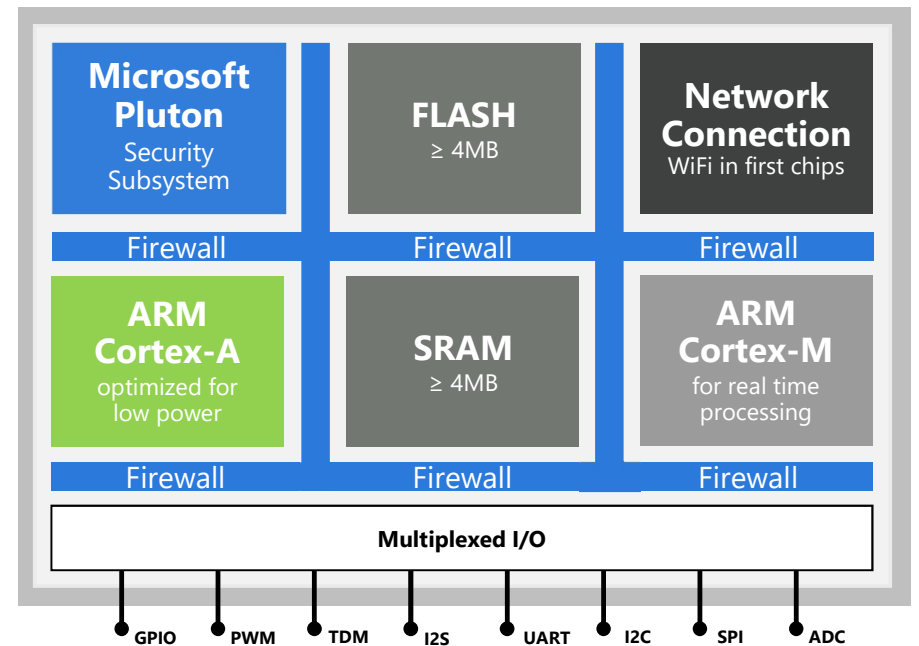 Microsoft
Pluton
Security
Subsystem
FLASH
≥ 4MB
Network
Connection
WiFi in first chips
Firewall
Firewall
Firewall
ARM
Cortex-A
optimized for
low power
SRAM
≥ 4MB
ARM
Cortex-M
for real time
processing
Firewall
Firewall
Firewall
Multiplexed I/O
GPIO
PWM
TDM
I2S
UART
I2C
SPI
ADC